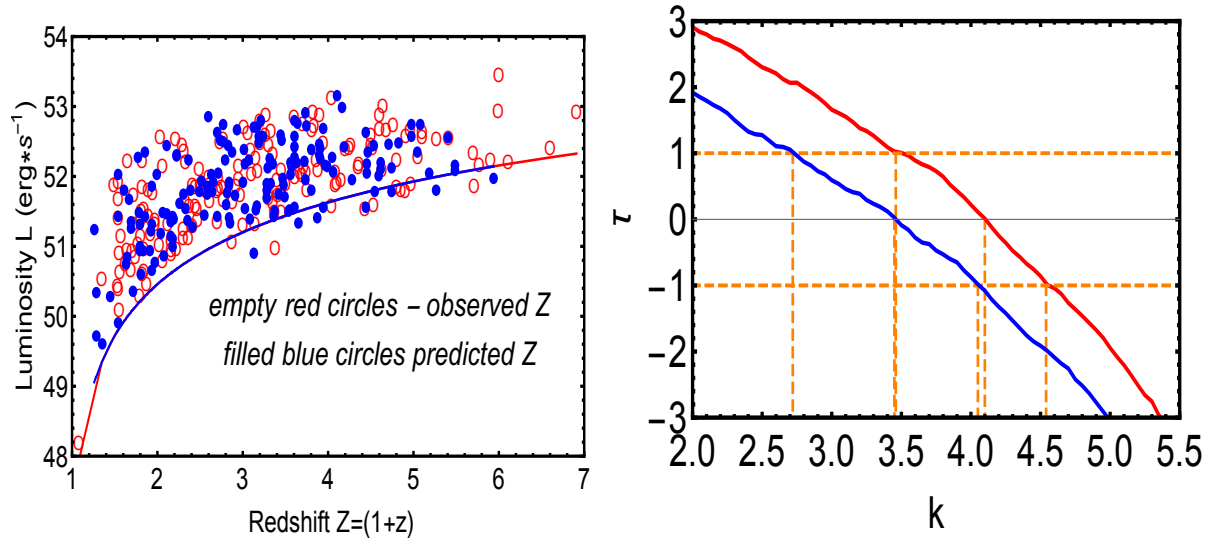 54
53
52
51
50
49
48
Luminosity L (erg*s⁻¹)
empty red circles – observed Z
filled blue circles predicted Z
1 2 3 4 5 6 7
Redshift Z=(1+z)
3
2
1
0
−1
−2
−3
τ
2.0 2.5 3.0 3.5 4.0 4.5 5.0 5.5
k